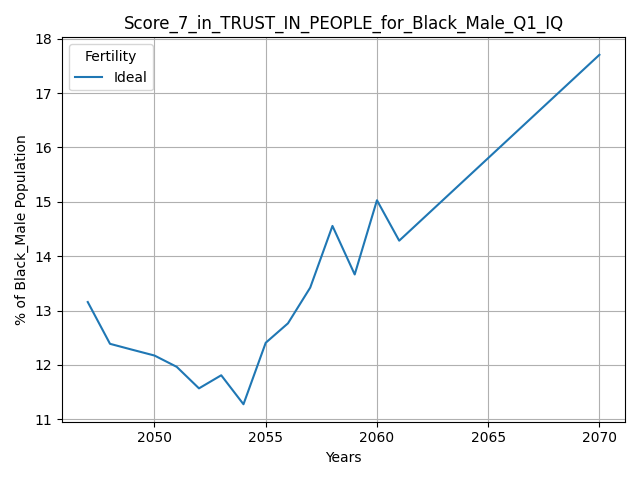 Score_7_in_TRUST_IN_PEOPLE_for_Black_Male_Q1_IQ
Fertility
Ideal
% of Black_Male Population
18
17
16
15
14
13
12
11
2050
2055
2060
2065
2070
Years